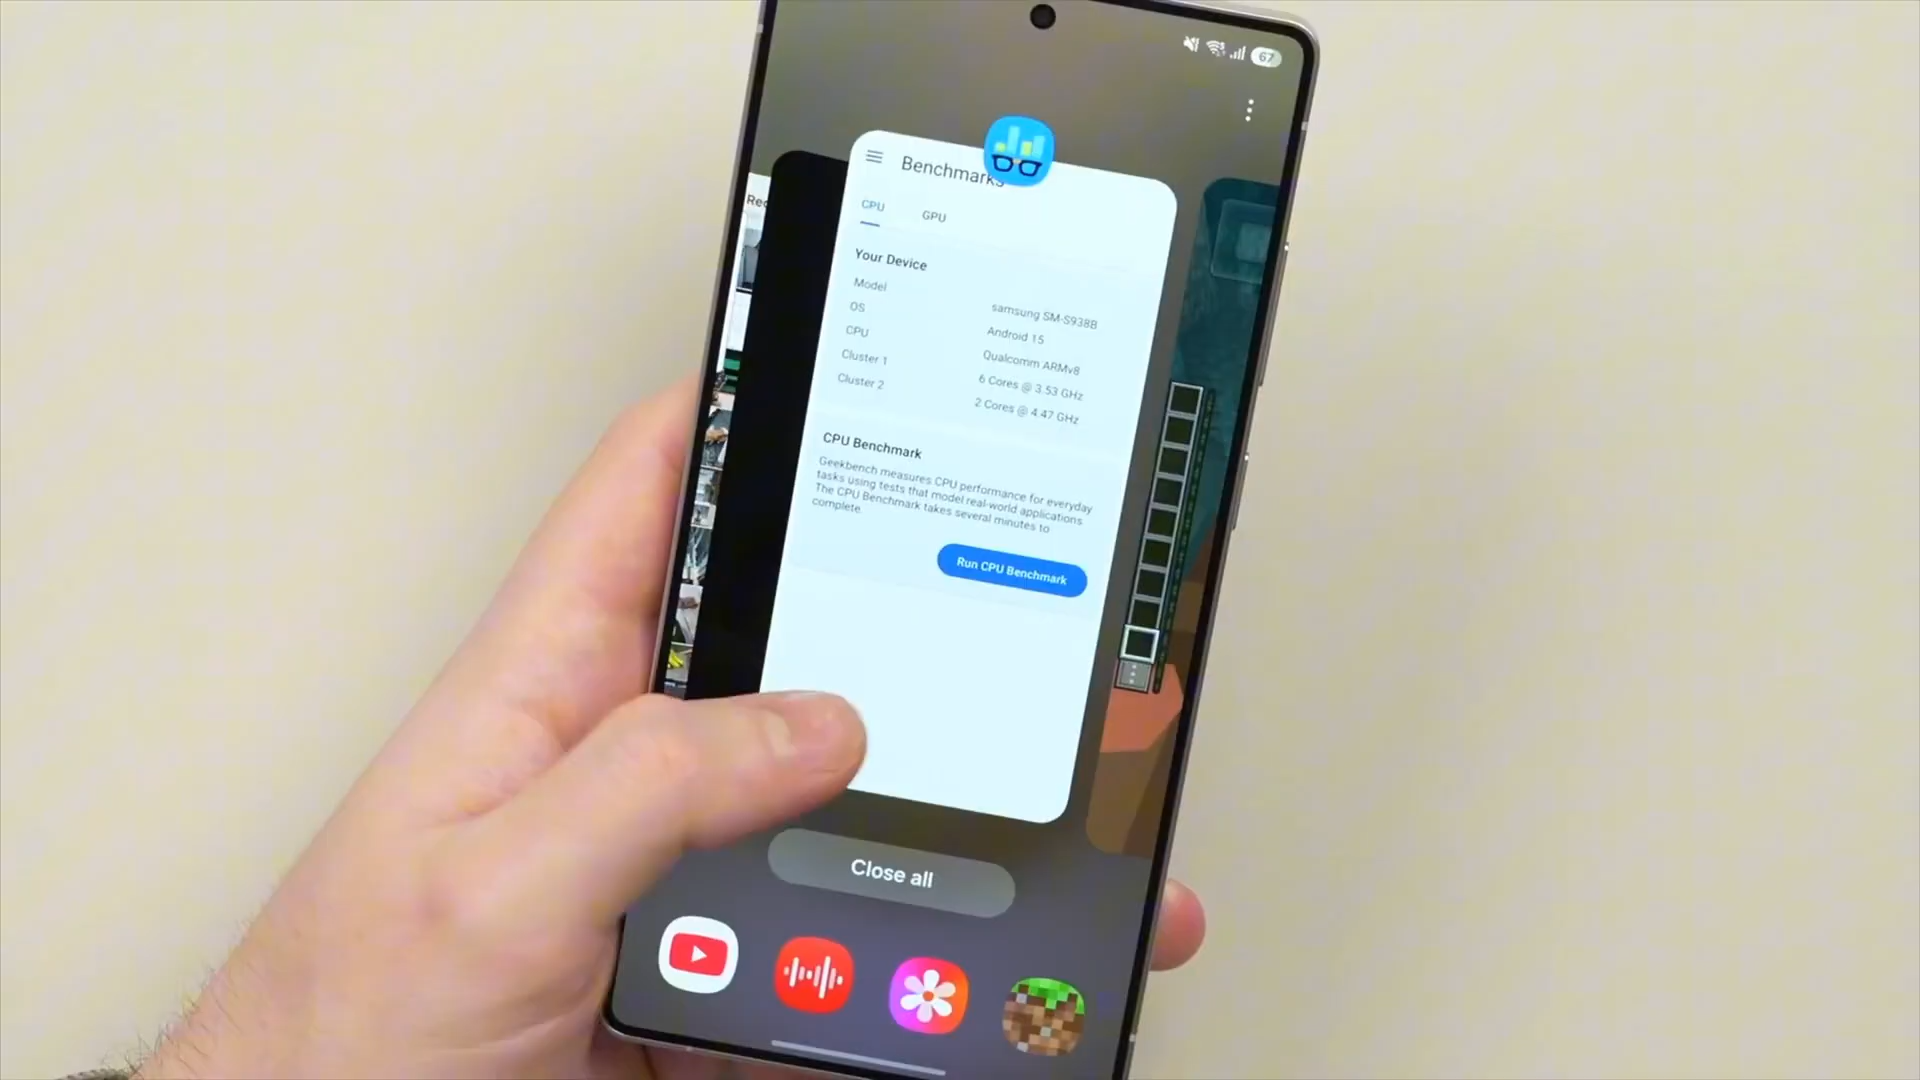 67
Rec
Benchmarks
CPU GPU
Your Device
Model samsung SM-S938B
OS Android 15
CPU Qualcomm ARMv8
Cluster 1 6 Cores @ 3.53 GHz
Cluster 2 2 Cores @ 4.47 GHz
CPU Benchmark
Geekbench measures CPU performance for everyday
tasks using tests that model real-world applications
The CPU Benchmark takes several minutes to
complete.
Run CPU Benchmark
Close all